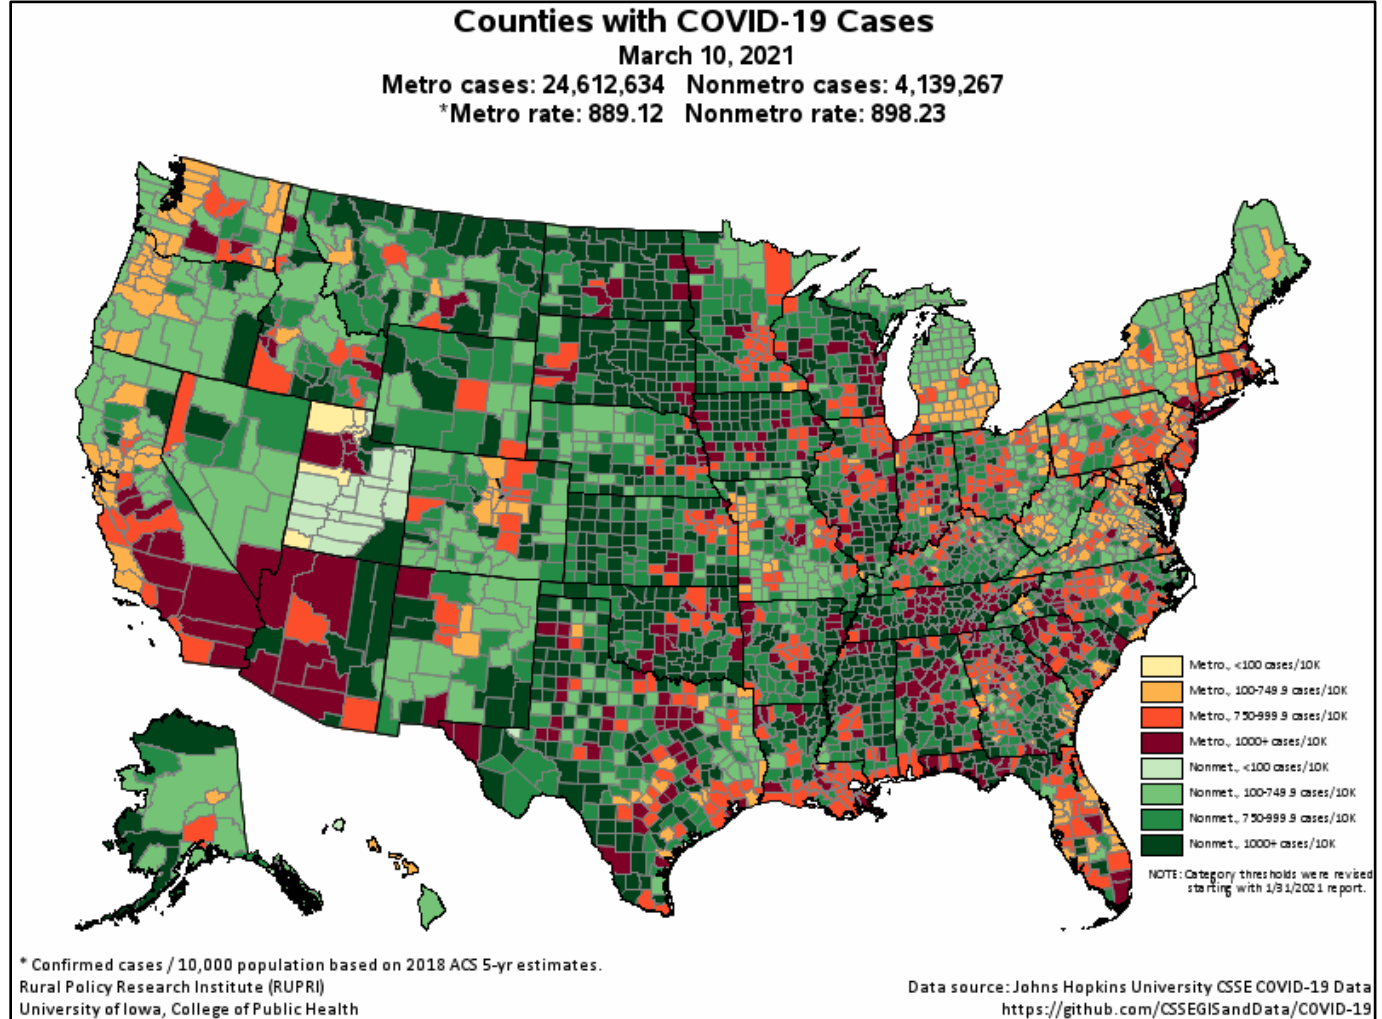 Counties with COVID-19 Cases
March 10, 2021
Metro cases: 24,612,634 Nonmetro cases: 4,139,267
*Metro rate: 889.12 Nonmetro rate: 898.23
Metro., <100 cases/10K
Metro., 100-749.9 cases/10K
Metro., 750-999.9 cases/10K
Metro., 1000+ cases/10K
Nonmet., <100 cases/10K
Nonmet., 100-749.9 cases/10K
Nonmet., 750-999.9 cases/10K
Nonmet., 1000+ cases/10K
NOTE: Category thresholds were revised
starting with 1/31/2021 report.
* Confirmed cases / 10,000 population based on 2018 ACS 5-yr estimates.
Rural Policy Research Institute (RUPRI)
University of Iowa, College of Public Health
Data source: Johns Hopkins University CSSE COVID-19 Data
https://github.com/CSSEGISandData/COVID-19